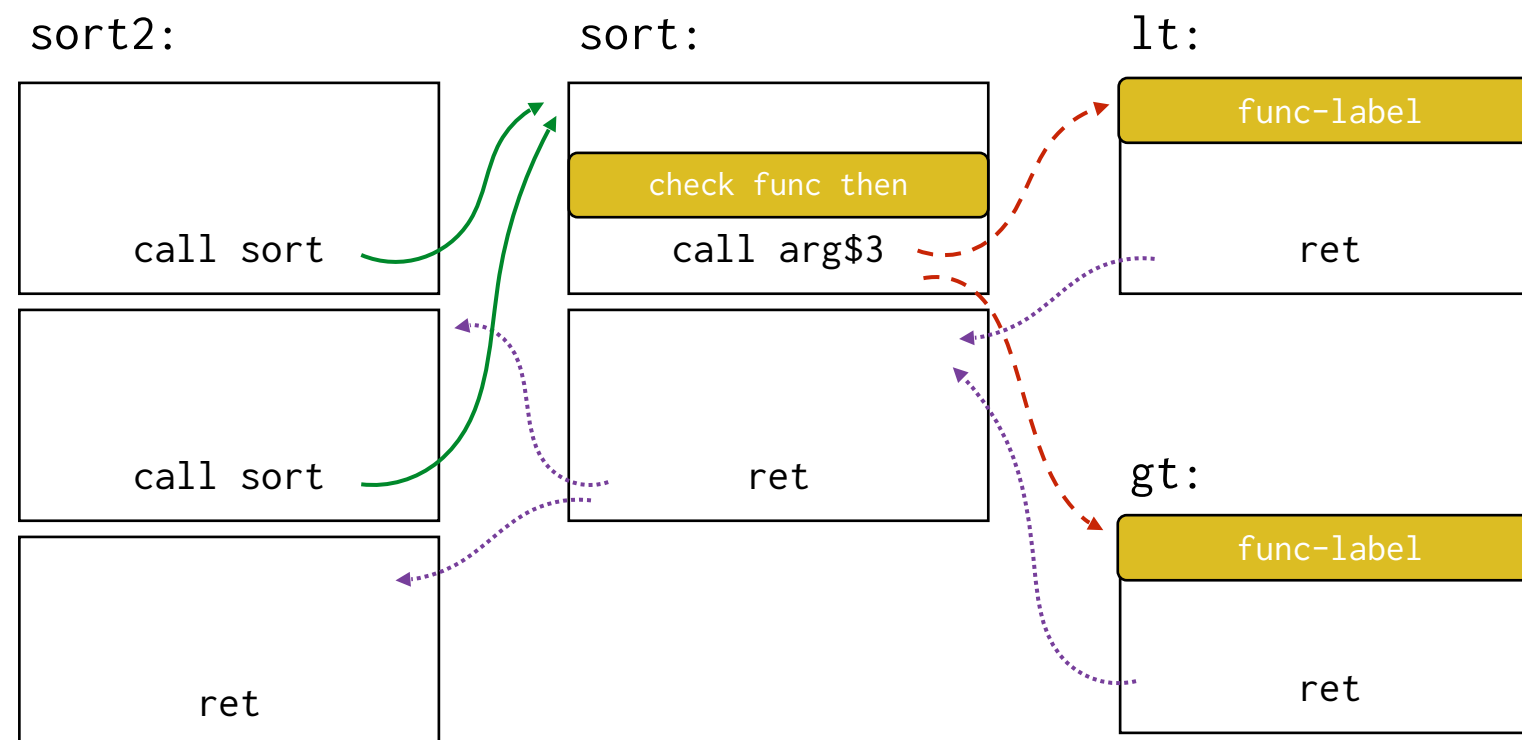 sort2:
call sort
call sort
ret
sort:
check func then
call arg$3
ret
lt:
func-label
ret
gt:
func-label
ret